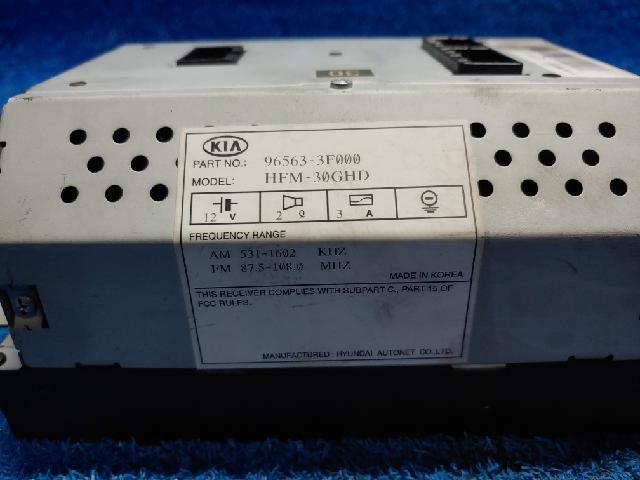 KIA
PART NO.: 96563-3F000
MODEL: HFM-30GHD
12 V 2 Ω 3 A
FREQUENCY RANGE
AM 531-1602 KHZ
FM 87.5-108.0 MHZ
MADE IN KOREA
THIS RECEIVER COMPLIES WITH SUBPART C., PART 15 OF
FCC RULES.
MANUFACTURED : HYUNDAI AUTONET CO.,LTD.